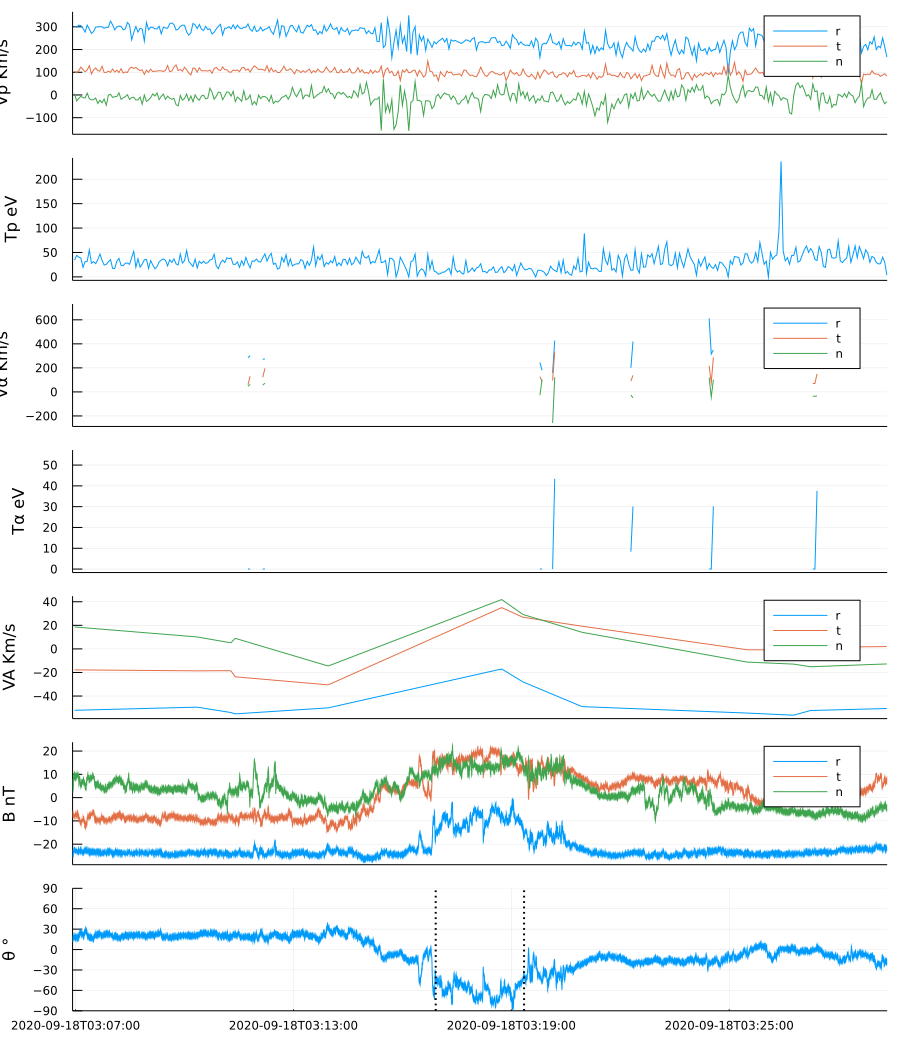 Vp Km/s
300
200
100
0
−100
r
t
n
Tp eV
200
150
100
50
0
Vα Km/s
600
400
200
0
−200
r
t
n
Tα eV
50
40
30
20
10
0
VA Km/s
40
20
0
−20
−40
r
t
n
B nT
20
10
0
−10
−20
r
t
n
θ °
90
60
30
0
−30
−60
−90
2020-09-18T03:07:00
2020-09-18T03:13:00
2020-09-18T03:19:00
2020-09-18T03:25:00